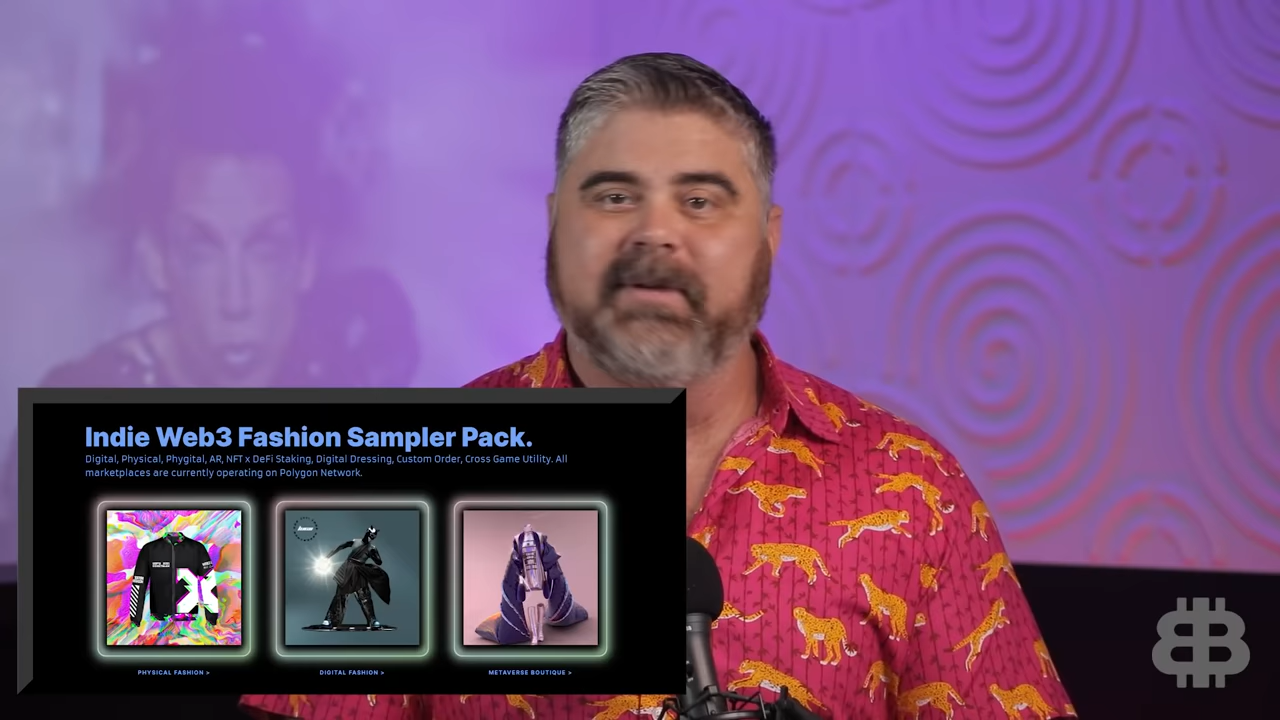 Indie Web3 Fashion Sampler Pack.
Digital, Physical, Phygital, AR, NFT x DeFi Staking, Digital Dressing, Custom Order, Cross Game Utility. All
marketplaces are currently operating on Polygon Network.
PHYSICAL FASHION >
DIGITAL FASHION >
METAVERSE BOUTIQUE >